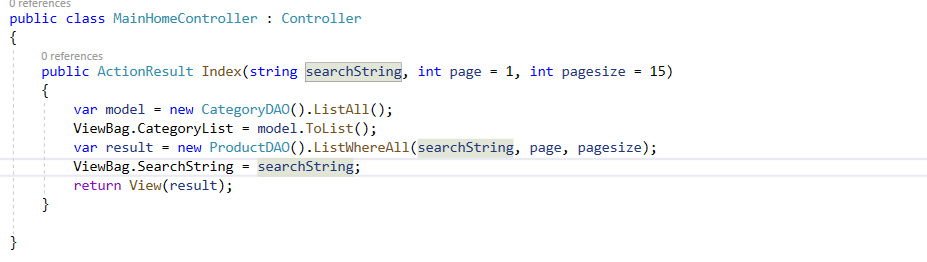 0 references
public class MainHomeController : Controller
{
0 references
public ActionResult Index(string searchString, int page = 1, int pagesize = 15)
{
var model = new CategoryDAO().ListAll();
ViewBag.CategoryList = model.ToList();
var result = new ProductDAO().ListWhereAll(searchString, page, pagesize);
ViewBag.SearchString = searchString;
return View(result);
}
}